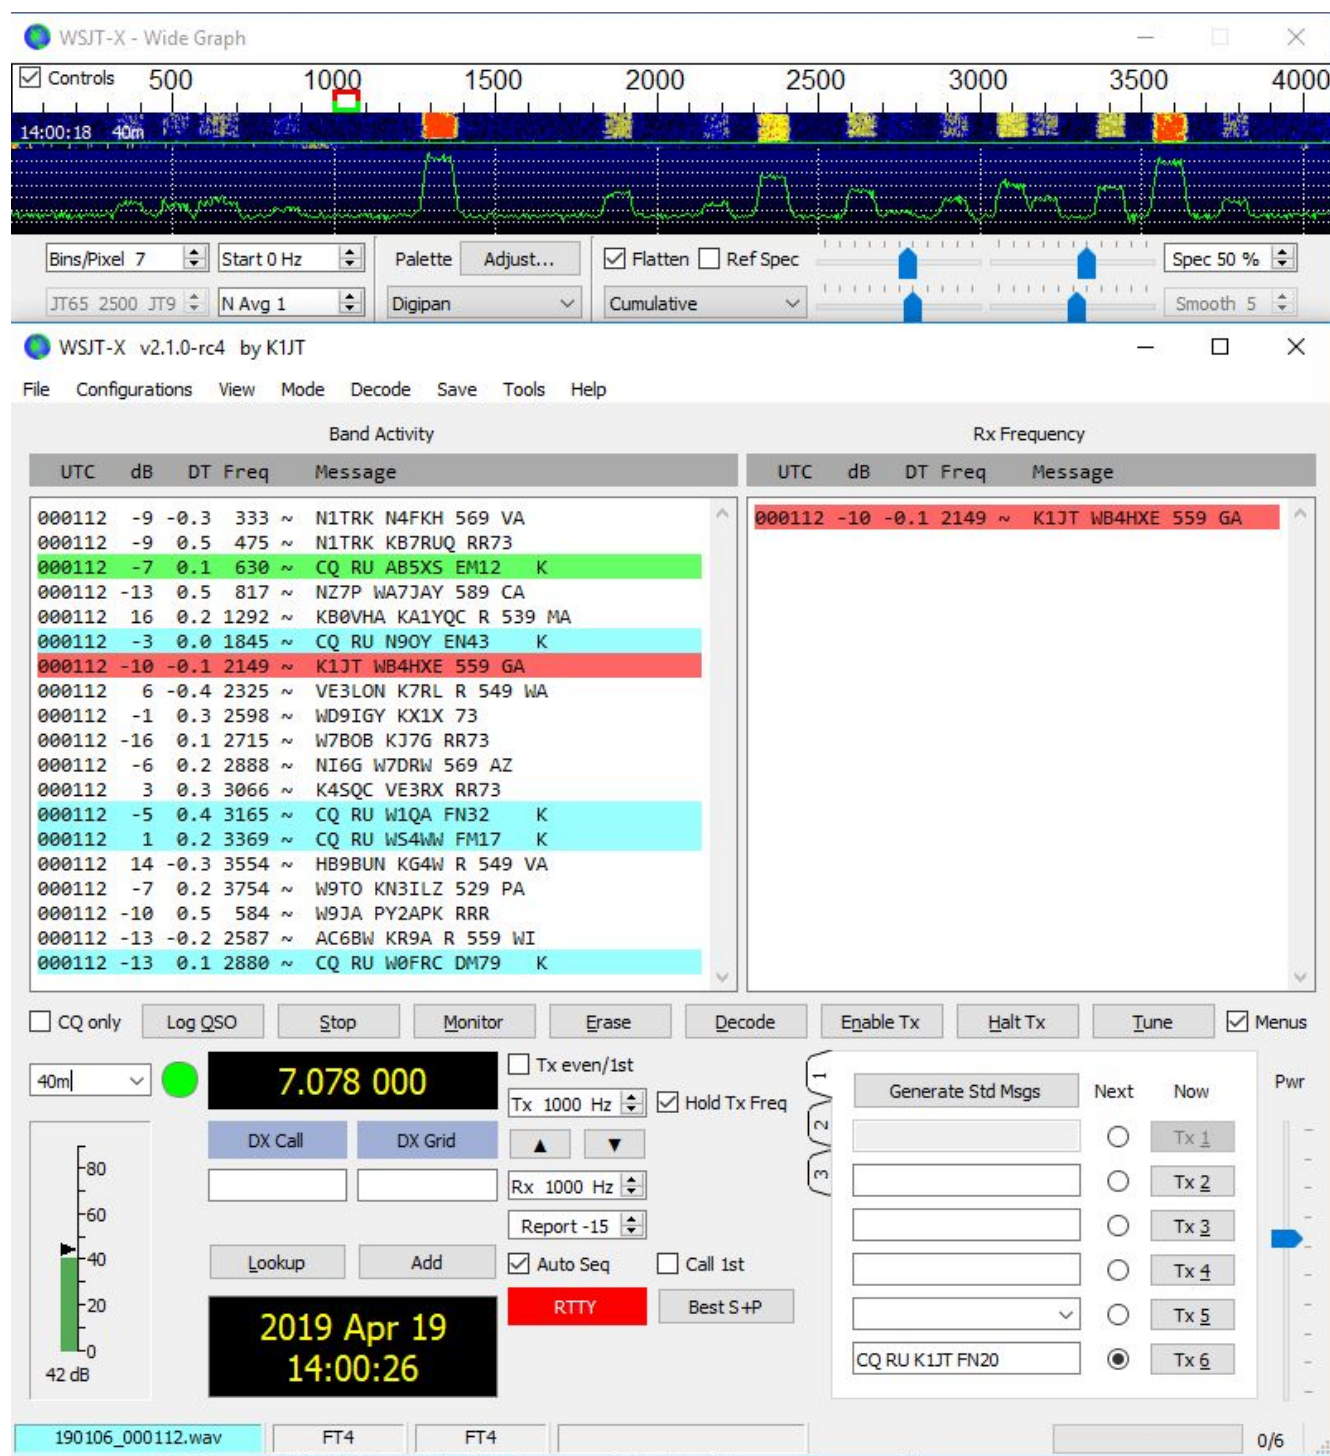 WSJT-X - Wide Graph
Controls 500 1000 1500 2000 2500 3000 3500 4000
14:00:18 40m
Bins/Pixel 7 Start 0 Hz Palette Adjust... Flatten Ref Spec Spec 50 %
JT65 2500 JT9 N Avg 1 Digipan Cumulative Smooth 5
WSJT-X v2.1.0-rc4 by K1JT
File Configurations View Mode Decode Save Tools Help
Band Activity Rx Frequency
UTC dB DT Freq Message UTC dB DT Freq Message
000112 -9 -0.3 333 ~ N1TRK N4FKH 569 VA 000112 -10 -0.1 2149 ~ K1JT WB4HXE 559 GA
000112 -9 0.5 475 ~ N1TRK KB7RUQ RR73
000112 -7 0.1 630 ~ CQ RU AB5XS EM12 K
000112 -13 0.5 817 ~ NZ7P WA7JAY 589 CA
000112 16 0.2 1292 ~ KB0VHA KA1YQC R 539 MA
000112 -3 0.0 1845 ~ CQ RU N9OY EN43 K
000112 -10 -0.1 2149 ~ K1JT WB4HXE 559 GA
000112 6 -0.4 2325 ~ VE3LON K7RL R 549 WA
000112 -1 0.3 2598 ~ WD9IGY KX1X 73
000112 -16 0.1 2715 ~ W7BOB KJ7G RR73
000112 -6 0.2 2888 ~ NI6G W7DRW 569 AZ
000112 3 0.3 3066 ~ K4SQC VE3RX RR73
000112 -5 0.4 3165 ~ CQ RU W1QA FN32 K
000112 1 0.2 3369 ~ CQ RU WS4WW FM17 K
000112 14 -0.3 3554 ~ HB9BUN KG4W R 549 VA
000112 -7 0.2 3754 ~ W9TO KN3ILZ 529 PA
000112 -10 0.5 584 ~ W9JA PY2APK RRR
000112 -13 -0.2 2587 ~ AC6BW KR9A R 559 WI
000112 -13 0.1 2880 ~ CQ RU W0FRC DM79 K
CQ only Log QSO Stop Monitor Erase Decode Enable Tx Halt Tx Tune Menus
40m 7.078 000 Tx even/1st
Tx 1000 Hz Hold Tx Freq
1 Generate Std Msgs Next Now Pwr
DX Call DX Grid ▲ ▼ 2 Tx 1
Rx 1000 Hz 3 Tx 2
80
60 Report -15 Tx 3
40 Lookup Add Auto Seq Call 1st Tx 4
20 RTTY Best S+P Tx 5
0 2019 Apr 19
42 dB 14:00:26 CQ RU K1JT FN20 Tx 6
190106_000112.wav FT4 FT4 0/6